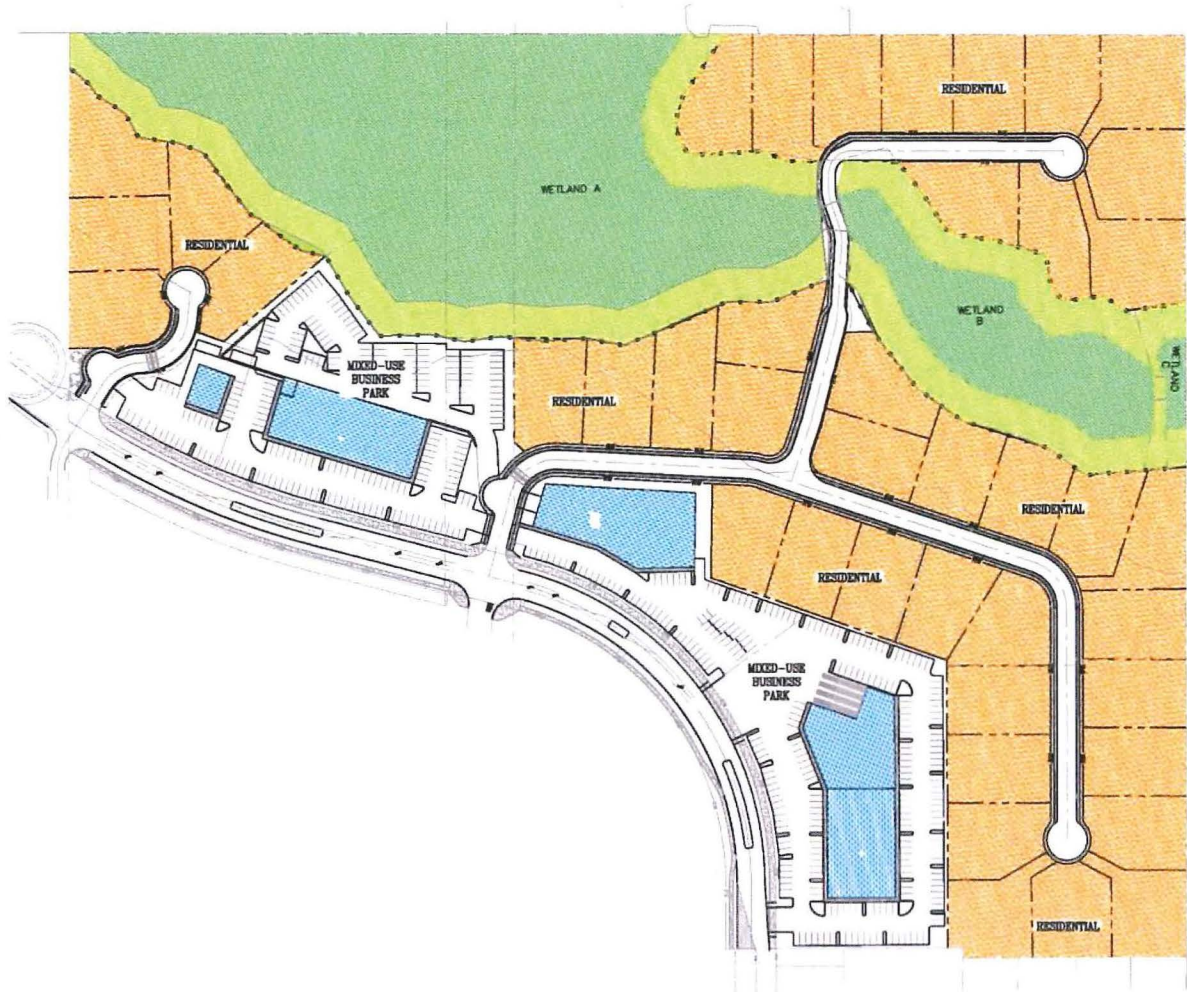 RESIDENTIAL
WETLAND A
RESIDENTIAL
WETLAND
B
WETLAND
C
MIXED-USE
BUSINESS
PARK
RESIDENTIAL
RESIDENTIAL
RESIDENTIAL
MIXED-USE
BUSINESS
PARK
RESIDENTIAL